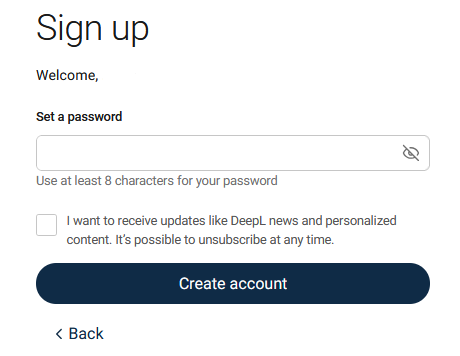 Sign up
Welcome,
Set a password
Use at least 8 characters for your password
I want to receive updates like DeepL news and personalized
content. It's possible to unsubscribe at any time.
Create account
Back